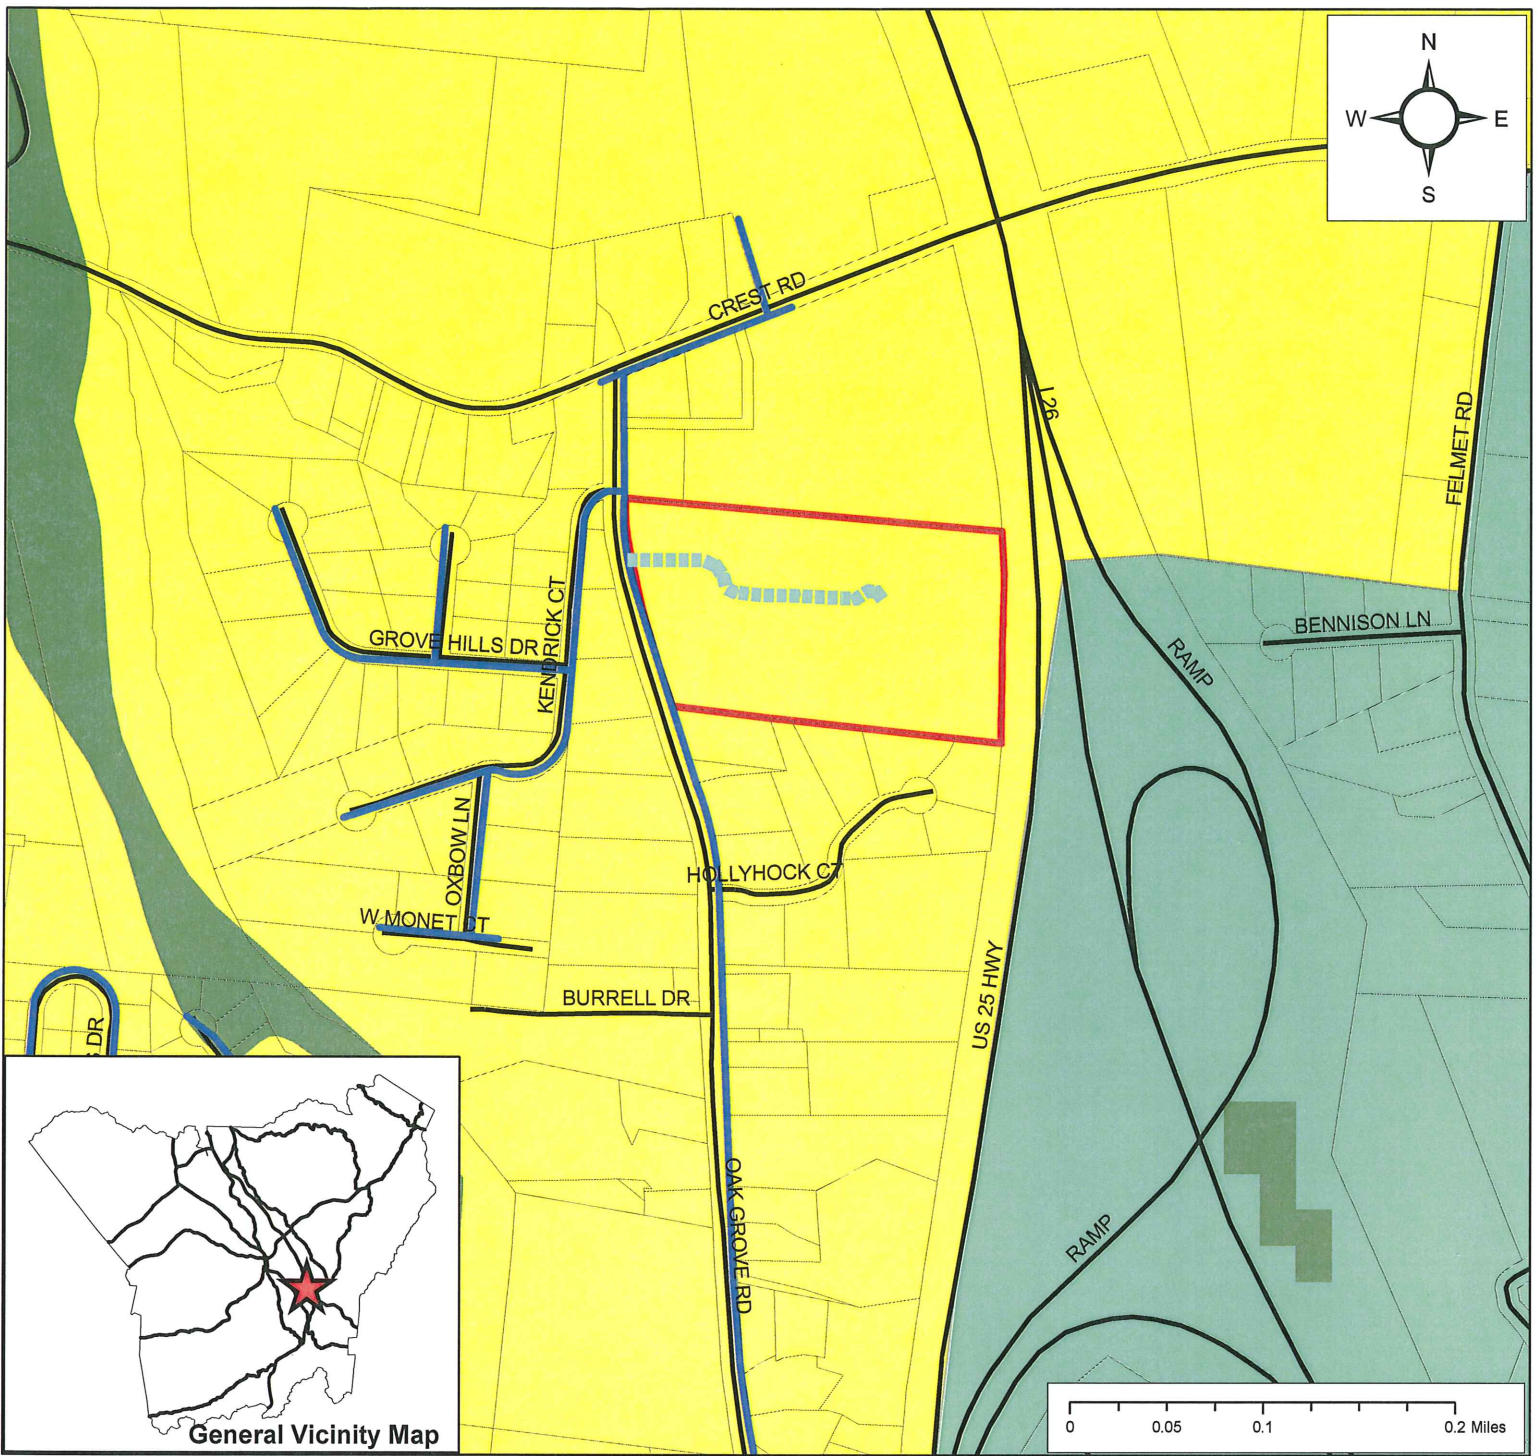 N
W E
S
CREST RD
I 26
FELMET RD
BENNISON LN
GROVE HILLS DR
KENDRICK CT
RAMP
OXBOW LN
HOLLYHOCK CT
W MONET CT
US 25 HWY
BURRELL DR
S DR
OAK GROVE RD
RAMP
General Vicinity Map
0 0.05 0.1 0.2 Miles